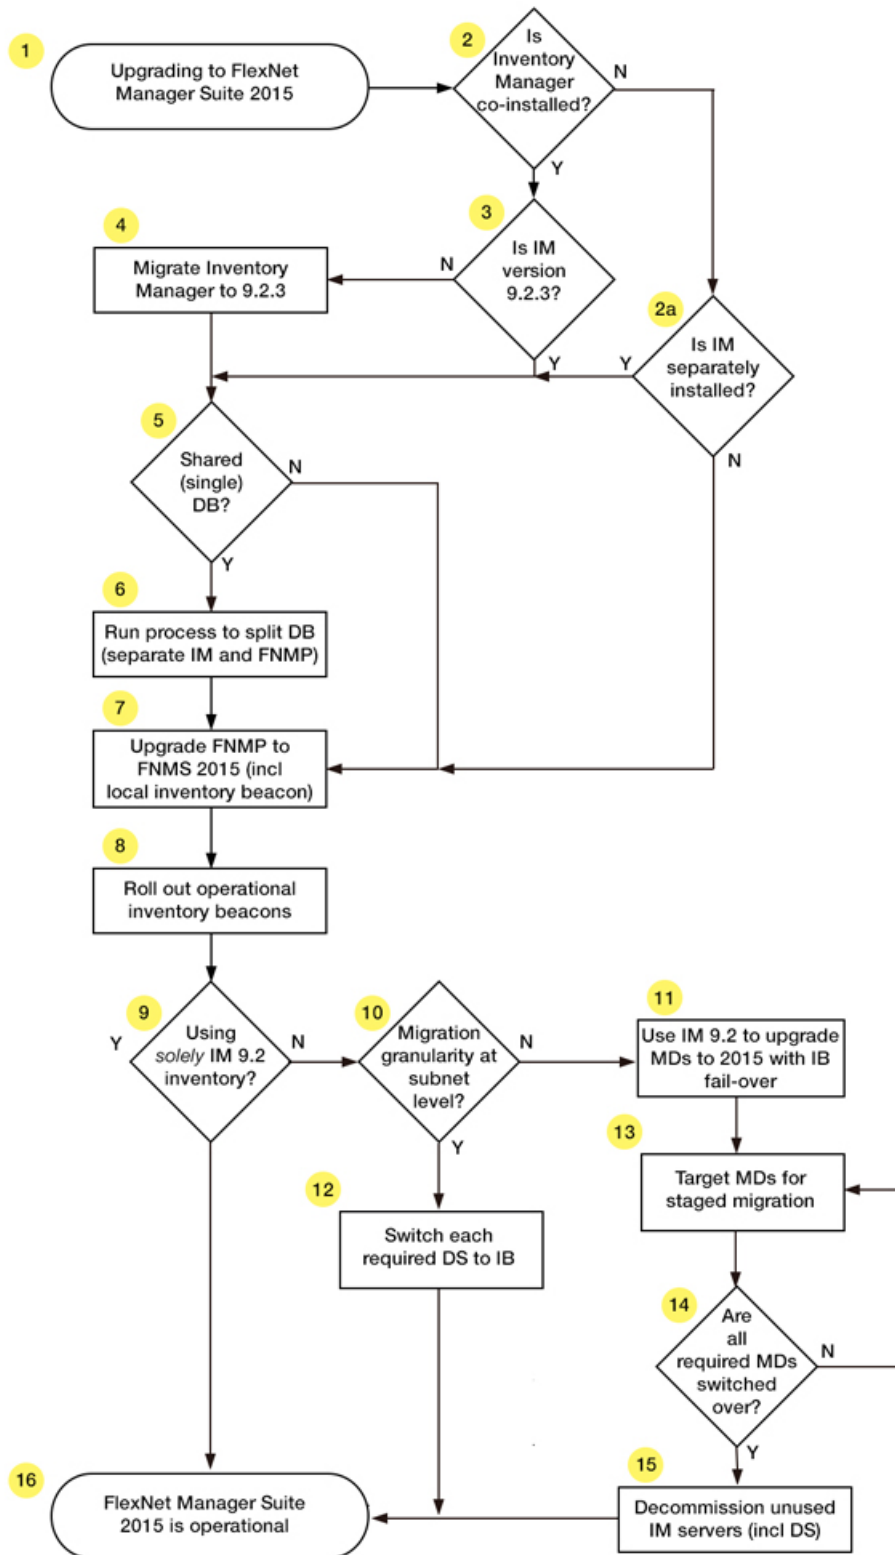 1
Upgrading to FlexNet
Manager Suite 2015
2
Is
Inventory
Manager
co-installed?
N
Y
3
Is IM
version
9.2.3?
N
Y
4
Migrate Inventory
Manager to 9.2.3
2a
Is IM
separately
installed?
Y
N
5
Shared
(single)
DB?
N
Y
6
Run process to split DB
(separate IM and FNMP)
7
Upgrade FNMP to
FNMS 2015 (incl
local inventory beacon)
8
Roll out operational
inventory beacons
9
Using
solely IM 9.2
inventory?
Y
N
10
Migration
granularity at
subnet
level?
N
Y
11
Use IM 9.2 to upgrade
MDs to 2015 with IB
fail-over
12
Switch each
required DS to IB
13
Target MDs for
staged migration
14
Are
all
required MDs
switched
over?
N
Y
15
Decommission unused
IM servers (incl DS)
16
FlexNet Manager Suite
2015 is operational